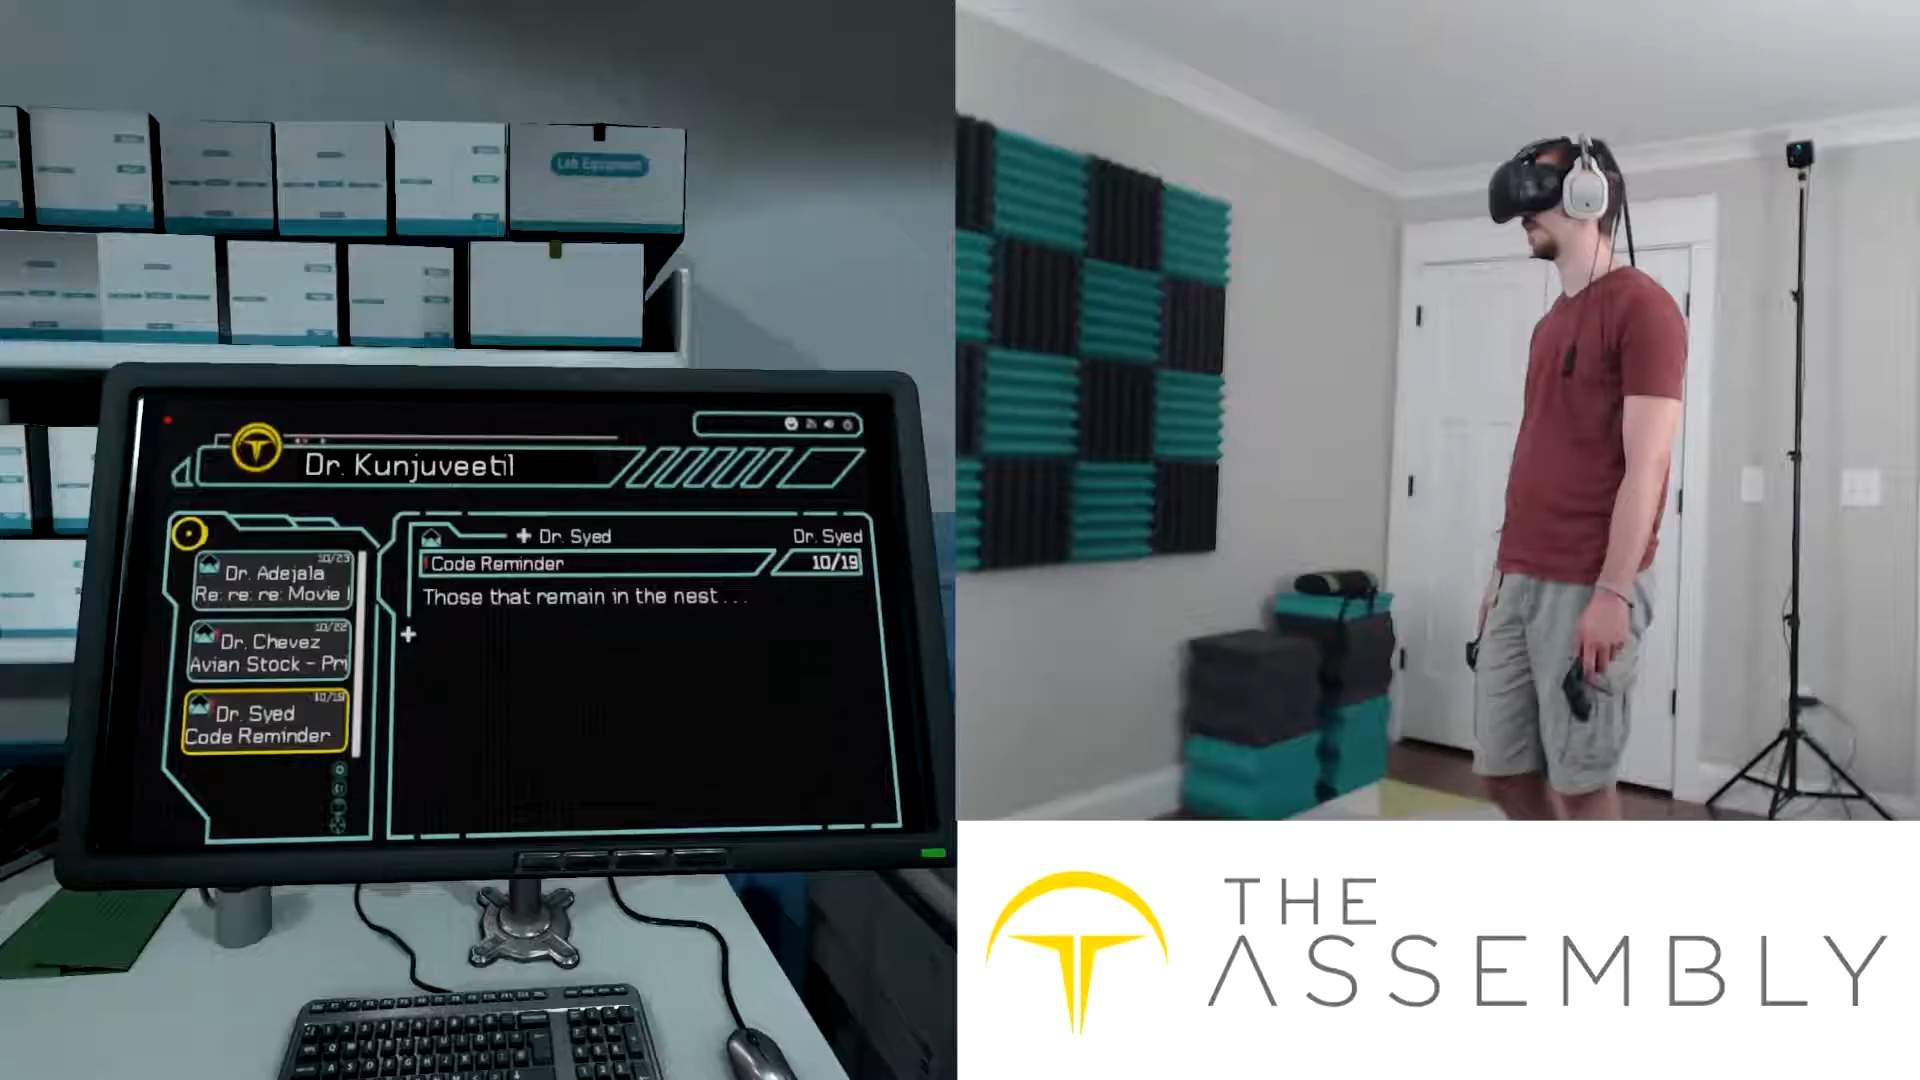 Lab Equipment
Dr. Kunjuveetil
10/23
Dr. Adejala
Re: re: re: Movie
10/22
Dr. Chevez
Avian Stock - Pri
10/19
Dr. Syed
Code Reminder
Dr. Syed
Dr. Syed
Code Reminder
10/19
Those that remain in the nest . . .
THE
ASSEMBLY